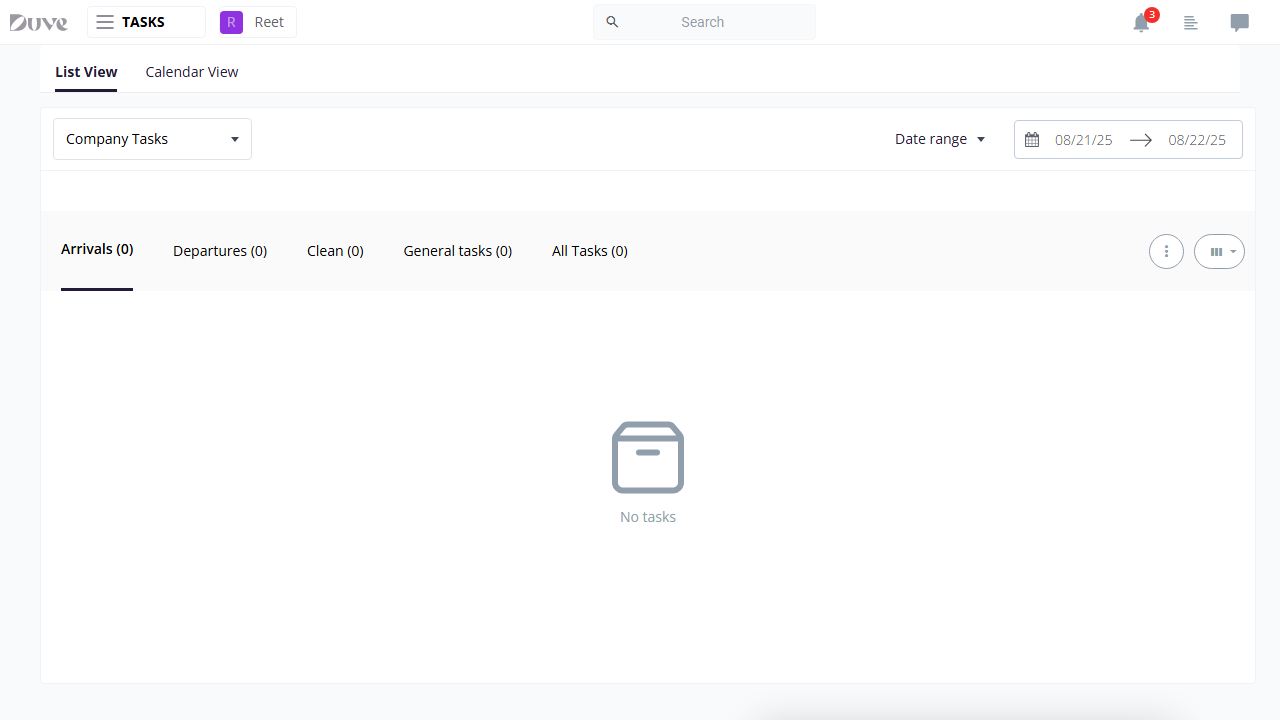 Duve
TASKS
R Reet
Search
3
List View Calendar View
Company Tasks
Date range
08/21/25 08/22/25
Arrivals (0) Departures (0) Clean (0) General tasks (0) All Tasks (0)
No tasks